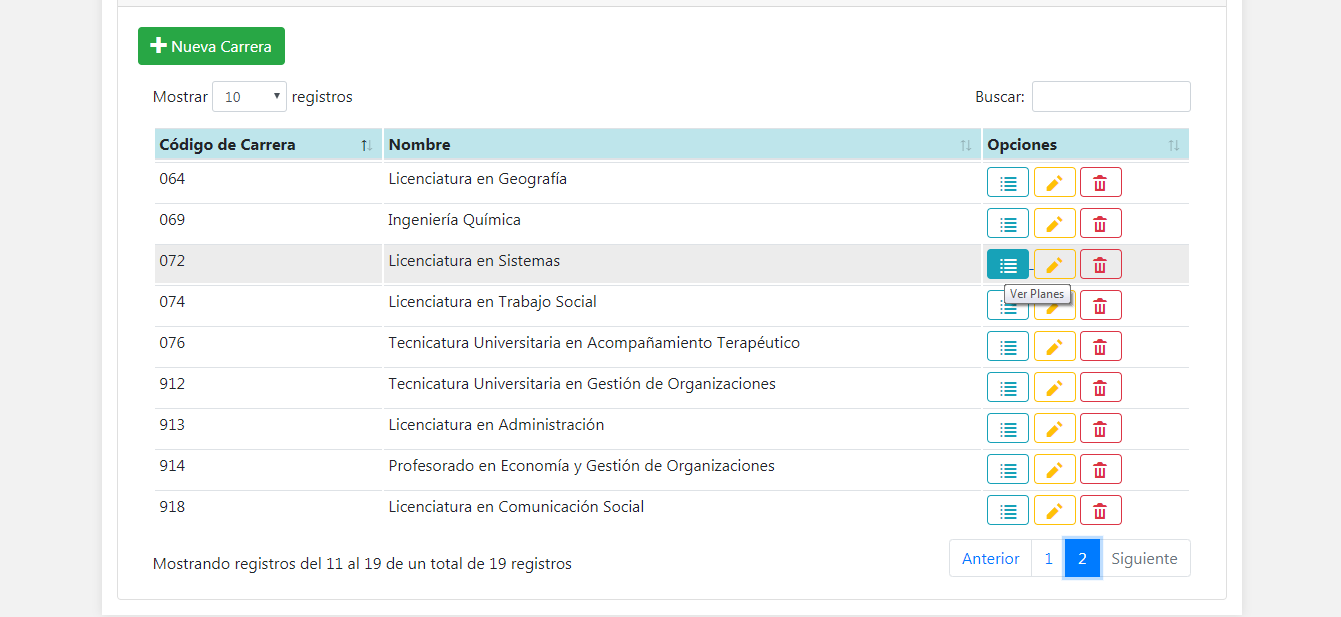 Nueva Carrera
Mostrar 10 registros Buscar:
Código de Carrera Nombre Opciones
064 Licenciatura en Geografía
069 Ingeniería Química
072 Licenciatura en Sistemas
Ver Planes
074 Licenciatura en Trabajo Social
076 Tecnicatura Universitaria en Acompañamiento Terapéutico
912 Tecnicatura Universitaria en Gestión de Organizaciones
913 Licenciatura en Administración
914 Profesorado en Economía y Gestión de Organizaciones
918 Licenciatura en Comunicación Social
Mostrando registros del 11 al 19 de un total de 19 registros Anterior 1 2 Siguiente